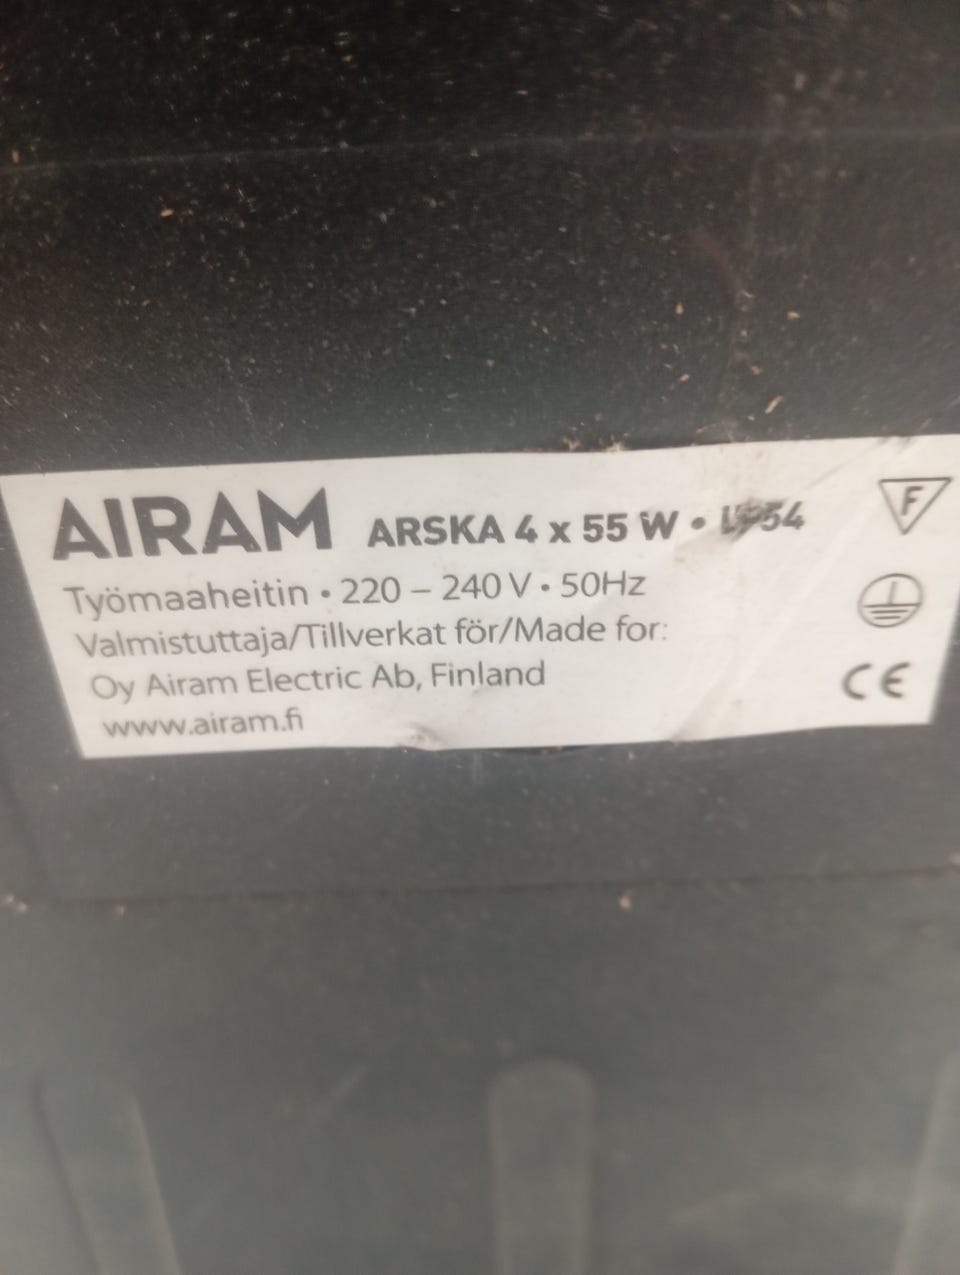 AIRAM ARSKA 4 x 55 W • IP54
Työmaaheitin • 220 – 240 V • 50Hz
Valmistuttaja/Tillverkat för/Made for:
Oy Airam Electric Ab, Finland
www.airam.fi
F
CE